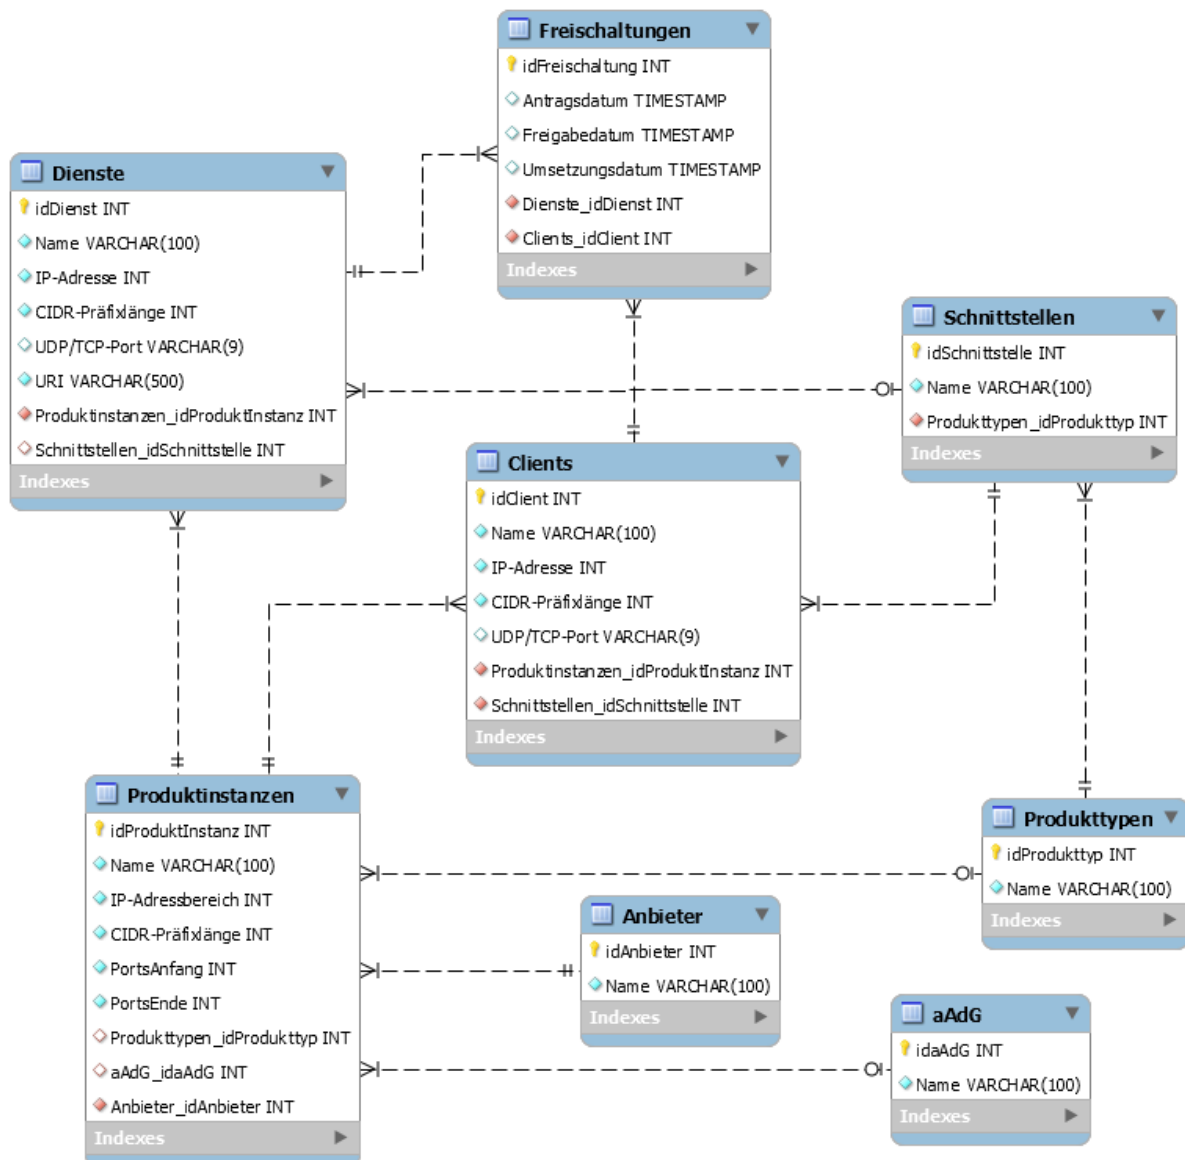 Freischaltungen
idFreischaltung INT
Antragsdatum TIMESTAMP
Freigabedatum TIMESTAMP
Umsetzungsdatum TIMESTAMP
Dienste_idDienst INT
Clients_idClient INT
Indexes
Dienste
idDienst INT
Name VARCHAR(100)
IP-Adresse INT
CIDR-Präfixlänge INT
UDP/TCP-Port VARCHAR(9)
URI VARCHAR(500)
Produktinstanzen_idProduktInstanz INT
Schnittstellen_idSchnittstelle INT
Indexes
Schnittstellen
idSchnittstelle INT
Name VARCHAR(100)
Produkttypen_idProdukttyp INT
Indexes
Clients
idClient INT
Name VARCHAR(100)
IP-Adresse INT
CIDR-Präfixlänge INT
UDP/TCP-Port VARCHAR(9)
Produktinstanzen_idProduktInstanz INT
Schnittstellen_idSchnittstelle INT
Indexes
Produktinstanzen
idProduktInstanz INT
Name VARCHAR(100)
IP-Adressbereich INT
CIDR-Präfixlänge INT
PortsAnfang INT
PortsEnde INT
Produkttypen_idProdukttyp INT
aAdG_idaAdG INT
Anbieter_idAnbieter INT
Indexes
Produkttypen
idProdukttyp INT
Name VARCHAR(100)
Indexes
Anbieter
idAnbieter INT
Name VARCHAR(100)
Indexes
aAdG
idaAdG INT
Name VARCHAR(100)
Indexes